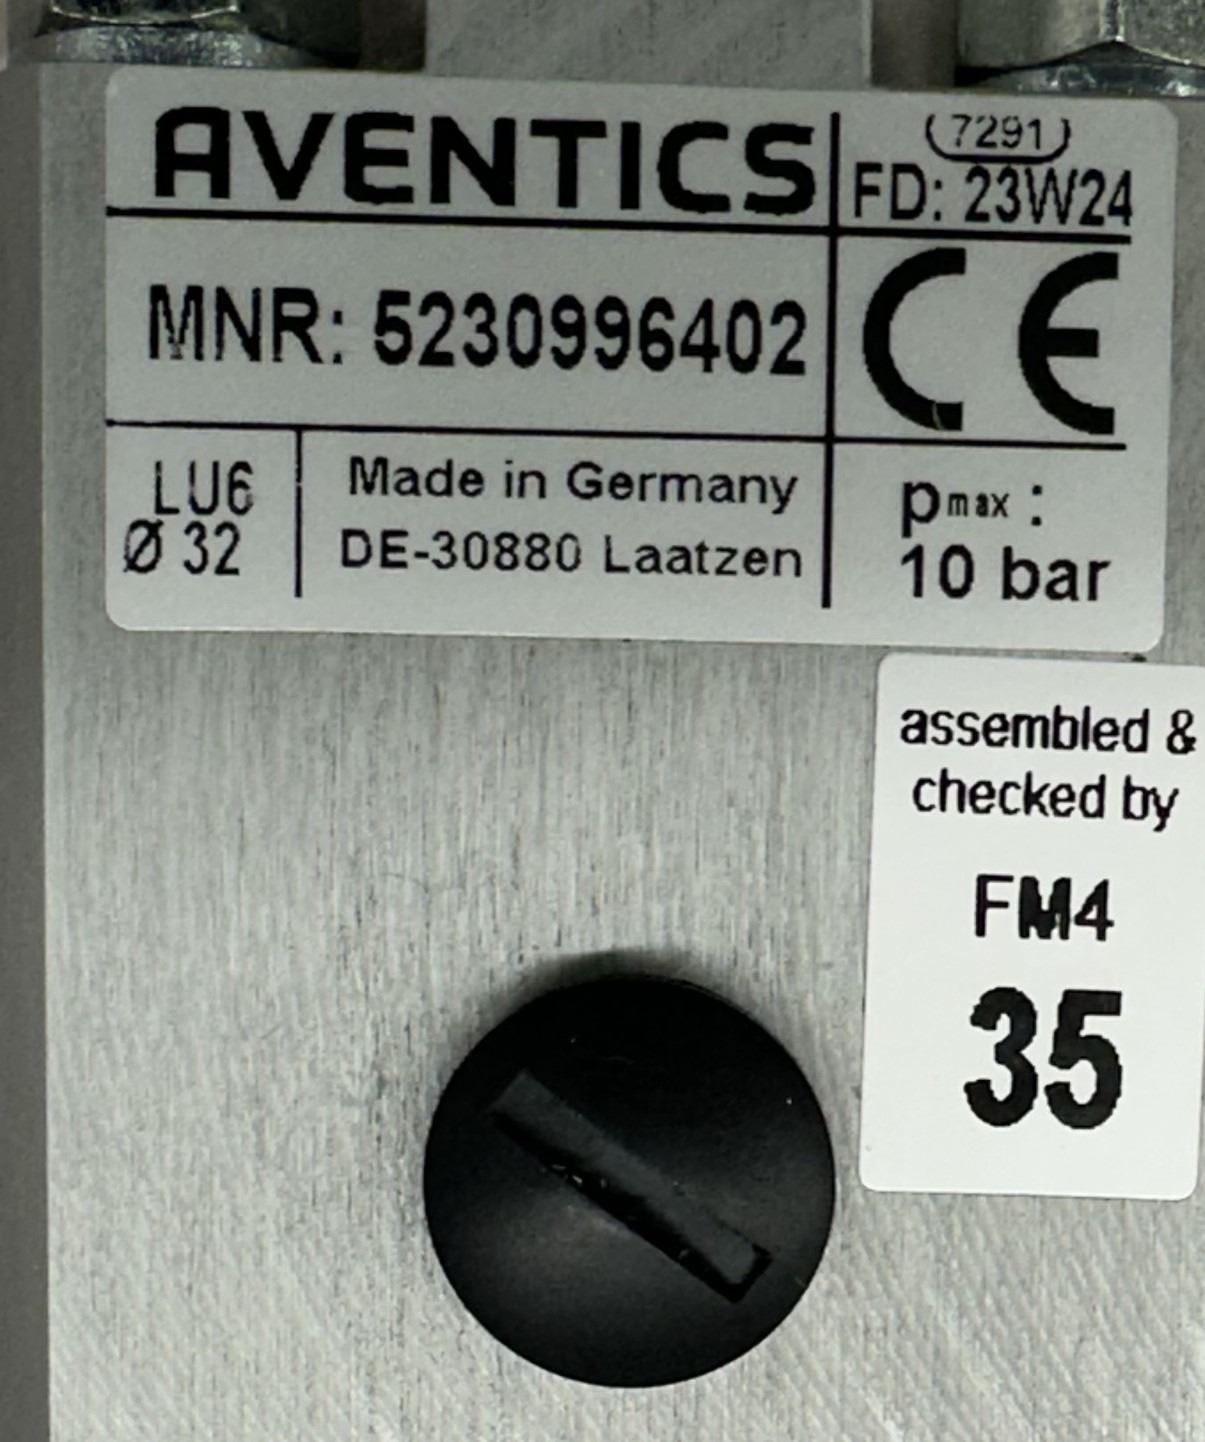 AVENTICS
7291
FD: 23W24
MNR: 5230996402
CE
LU6
Ø 32
Made in Germany
DE-30880 Laatzen
pmax :
10 bar
assembled &
checked by
FM4
35